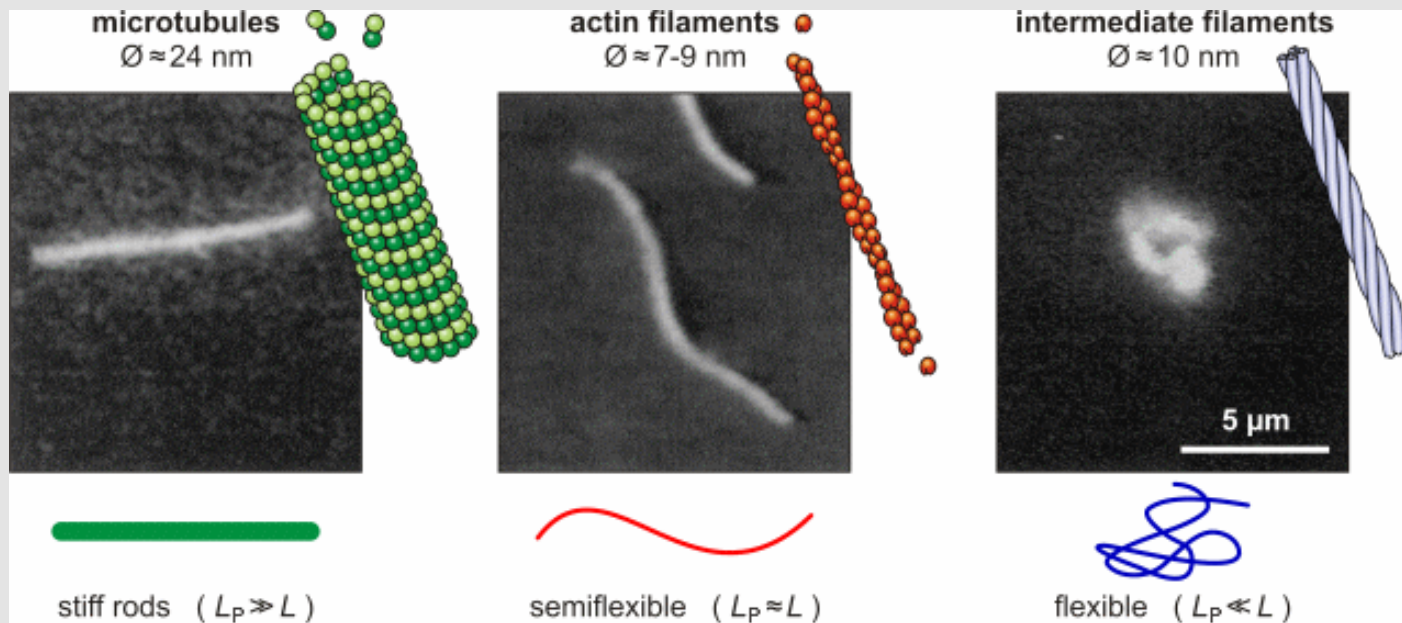 microtubules
Ø ≈ 24 nm
actin filaments
Ø ≈ 7-9 nm
intermediate filaments
Ø ≈ 10 nm
5 µm
stiff rods ( LP ≫ L )
semiflexible ( LP ≈ L )
flexible ( LP ≪ L )